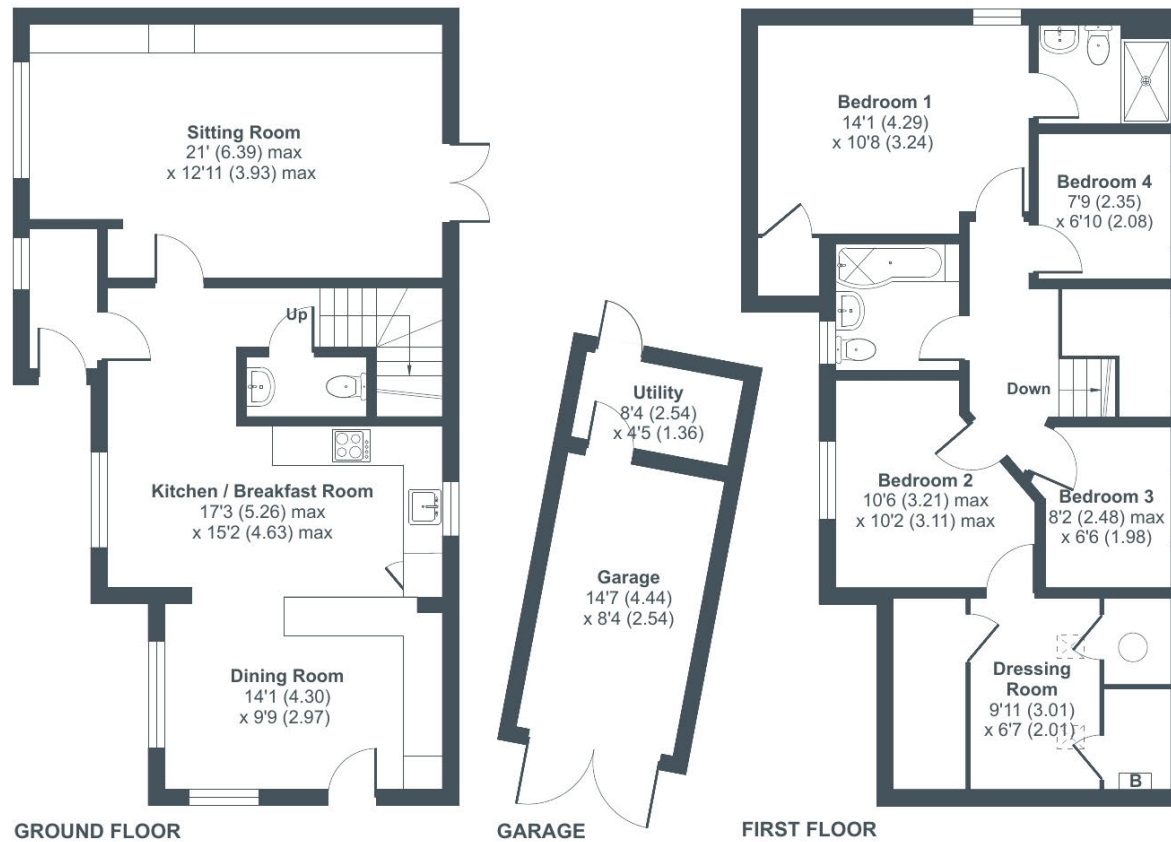 Sitting Room
21' (6.39) max
x 12'11 (3.93) max
Up
Kitchen / Breakfast Room
17'3 (5.26) max
x 15'2 (4.63) max
Dining Room
14'1 (4.30)
x 9'9 (2.97)
GROUND FLOOR
Utility
8'4 (2.54)
x 4'5 (1.36)
Garage
14'7 (4.44)
x 8'4 (2.54)
GARAGE
Bedroom 1
14'1 (4.29)
x 10'8 (3.24)
Bedroom 4
7'9 (2.35)
x 6'10 (2.08)
Down
Bedroom 2
10'6 (3.21) max
x 10'2 (3.11) max
Bedroom 3
8'2 (2.48) max
x 6'6 (1.98)
Dressing
Room
9'11 (3.01)
x 6'7 (2.01)
B
FIRST FLOOR